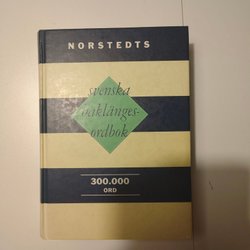 NORSTEDTS
svenska
baklänges-
ordbok
300.000
ORD